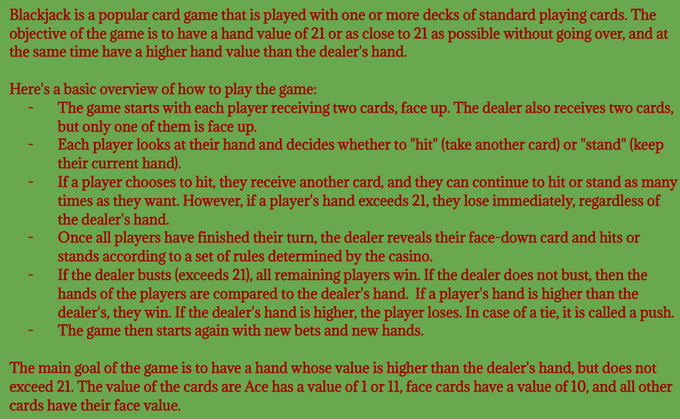 Blackjack is a popular card game that is played with one or more decks of standard playing cards. The
objective of the game is to have a hand value of 21 or as close to 21 as possible without going over, and at
the same time have a higher hand value than the dealer's hand.
Here's a basic overview of how to play the game:
- The game starts with each player receiving two cards, face up. The dealer also receives two cards,
but only one of them is face up.
- Each player looks at their hand and decides whether to "hit" (take another card) or "stand" (keep
their current hand).
- If a player chooses to hit, they receive another card, and they can continue to hit or stand as many
times as they want. However, if a player's hand exceeds 21, they lose immediately, regardless of
the dealer's hand.
- Once all players have finished their turn, the dealer reveals their face-down card and hits or
stands according to a set of rules determined by the casino.
- If the dealer busts (exceeds 21), all remaining players win. If the dealer does not bust, then the
hands of the players are compared to the dealer's hand. If a player's hand is higher than the
dealer's, they win. If the dealer's hand is higher, the player loses. In case of a tie, it is called a push.
- The game then starts again with new bets and new hands.
The main goal of the game is to have a hand whose value is higher than the dealer's hand, but does not
exceed 21. The value of the cards are Ace has a value of 1 or 11, face cards have a value of 10, and all other
cards have their face value.